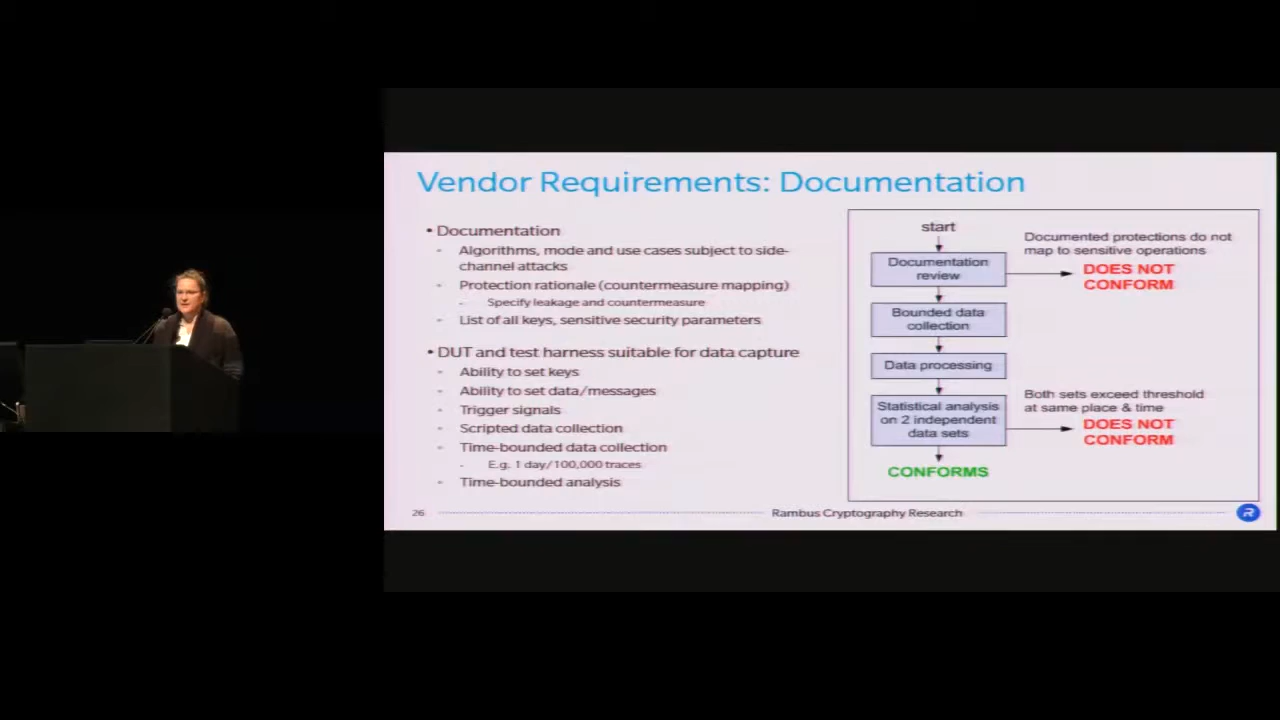 Vendor Requirements: Documentation
• Documentation
- Algorithms, mode and use cases subject to side-
channel attacks
- Protection rationale (countermeasure mapping)
- Specify leakage and countermeasure
- List of all keys, sensitive security parameters
• DUT and test harness suitable for data capture
- Ability to set keys
- Ability to set data/messages
- Trigger signals
- Scripted data collection
- Time-bounded data collection
- E.g. 1 day/100,000 traces
- Time-bounded analysis
start
Documentation
review
Documented protections do not
map to sensitive operations
DOES NOT
CONFORM
Bounded data
collection
Data processing
Statistical analysis
on 2 independent
data sets
Both sets exceed threshold
at same place & time
DOES NOT
CONFORM
CONFORMS
26
Rambus Cryptography Research
R